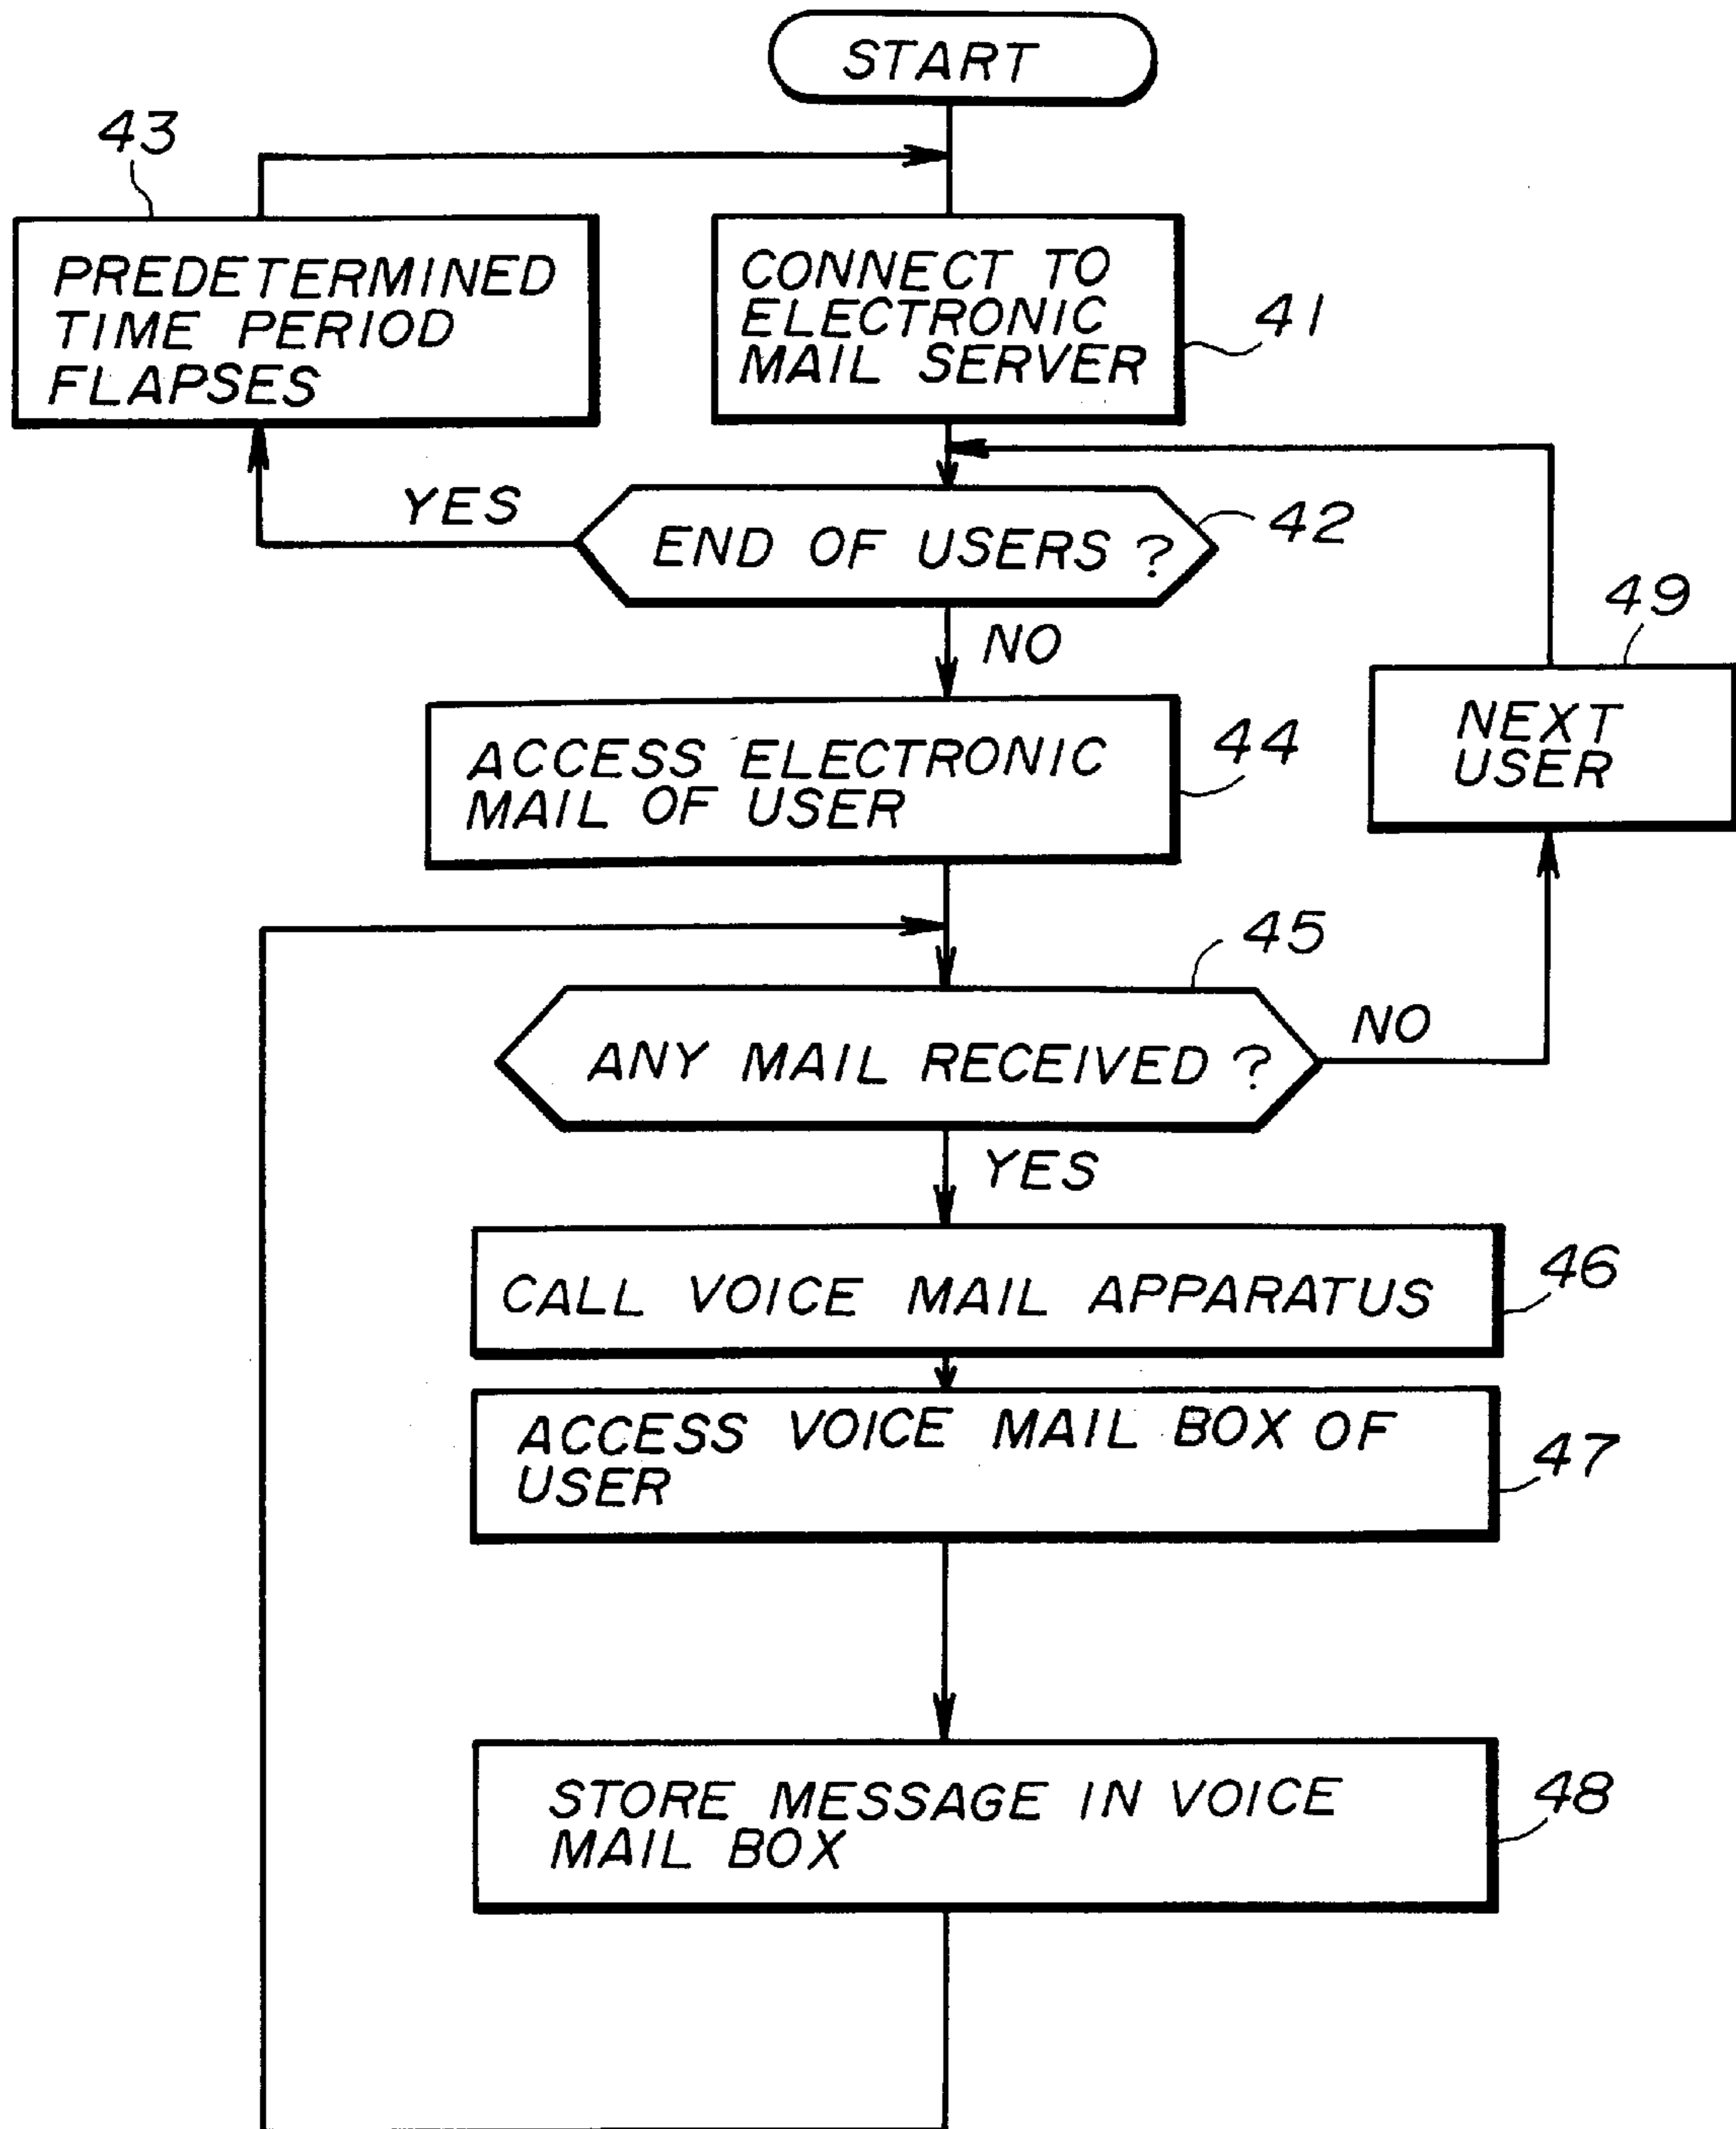 START
43
PREDETERMINED
TIME PERIOD
FLAPSES
CONNECT TO
ELECTRONIC
MAIL SERVER
41
YES
END OF USERS ?
42
NO
49
NEXT
USER
ACCESS ELECTRONIC
MAIL OF USER
44
45
ANY MAIL RECEIVED ?
NO
YES
CALL VOICE MAIL APPARATUS
46
ACCESS VOICE MAIL BOX OF
USER
47
STORE MESSAGE IN VOICE
MAIL BOX
48